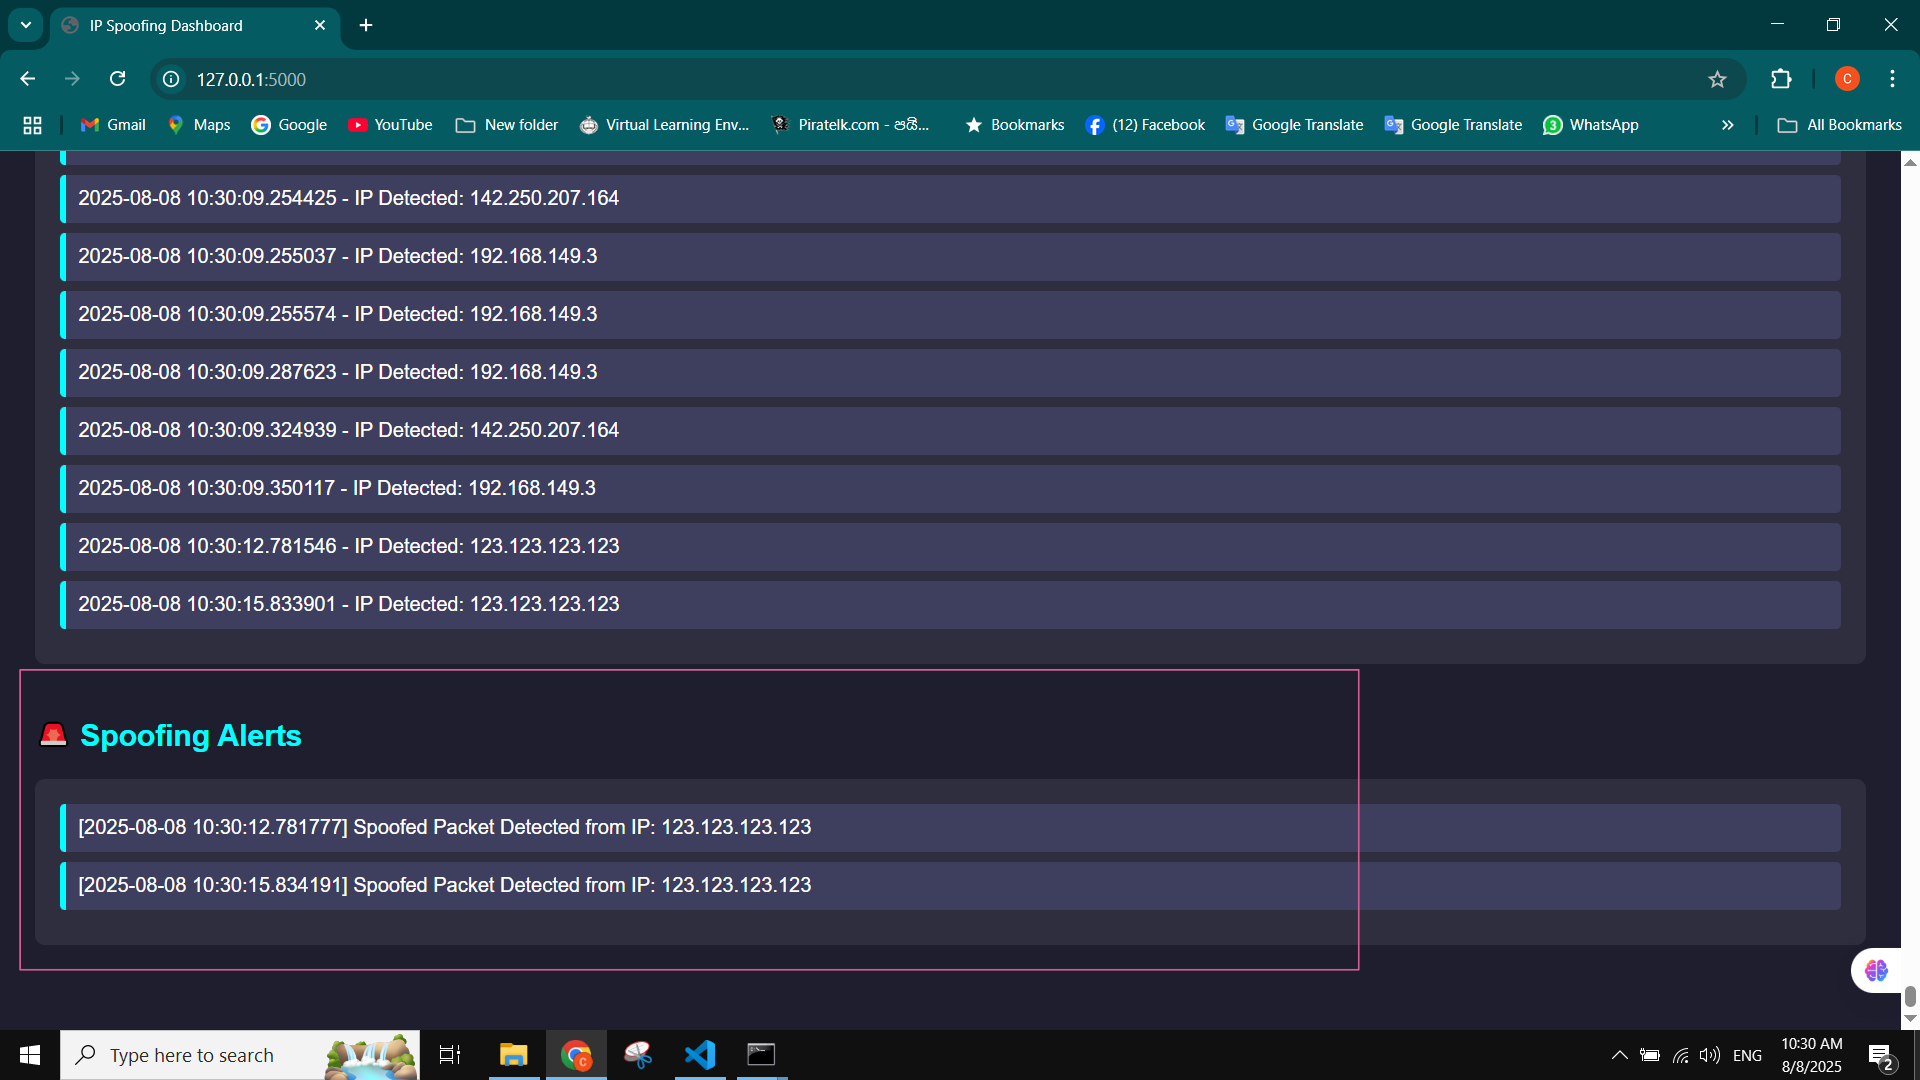 IP Spoofing Dashboard
127.0.0.1:5000
Gmail
Maps
Google
YouTube
New folder
Virtual Learning Env...
Piratelk.com - පයි...
Bookmarks
(12) Facebook
Google Translate
Google Translate
3
WhatsApp
All Bookmarks
C
2025-08-08 10:30:09.254425 - IP Detected: 142.250.207.164
2025-08-08 10:30:09.255037 - IP Detected: 192.168.149.3
2025-08-08 10:30:09.255574 - IP Detected: 192.168.149.3
2025-08-08 10:30:09.287623 - IP Detected: 192.168.149.3
2025-08-08 10:30:09.324939 - IP Detected: 142.250.207.164
2025-08-08 10:30:09.350117 - IP Detected: 192.168.149.3
2025-08-08 10:30:12.781546 - IP Detected: 123.123.123.123
2025-08-08 10:30:15.833901 - IP Detected: 123.123.123.123
Spoofing Alerts
[2025-08-08 10:30:12.781777] Spoofed Packet Detected from IP: 123.123.123.123
[2025-08-08 10:30:15.834191] Spoofed Packet Detected from IP: 123.123.123.123
Type here to search
C
ENG
10:30 AM
8/8/2025
2